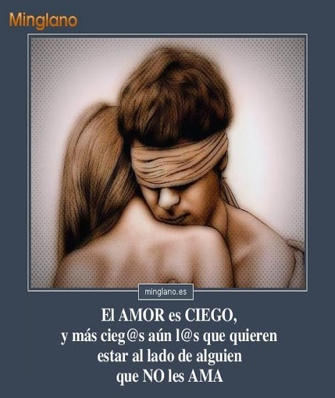 Minglano
minglano.es
El AMOR es CIEGO,
y más cieg@s aún l@s que quieren
estar al lado de alguien
que NO les AMA